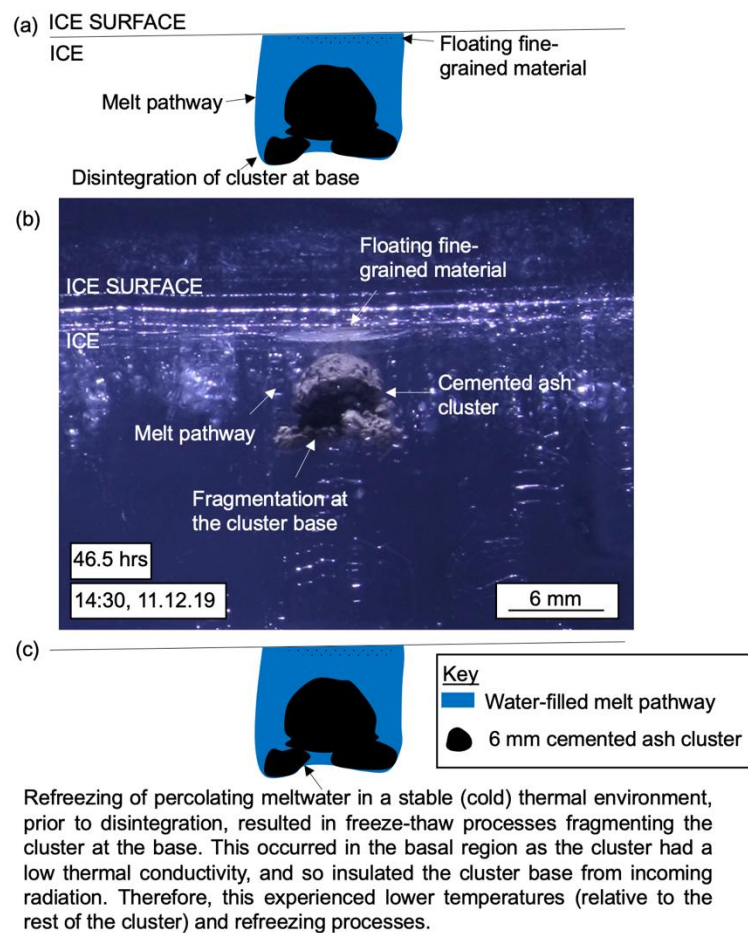 (a) ICE SURFACE
ICE
Floating fine-
grained material
Melt pathway
Disintegration of cluster at base
(b)
Floating fine-
grained material
ICE SURFACE
ICE
Cemented ash
cluster
Melt pathway
Fragmentation at
the cluster base
46.5 hrs
14:30, 11.12.19
6 mm
(c)
Key
Water-filled melt pathway
6 mm cemented ash cluster
Refreezing of percolating meltwater in a stable (cold) thermal environment,
prior to disintegration, resulted in freeze-thaw processes fragmenting the
cluster at the base. This occurred in the basal region as the cluster had a
low thermal conductivity, and so insulated the cluster base from incoming
radiation. Therefore, this experienced lower temperatures (relative to the
rest of the cluster) and refreezing processes.